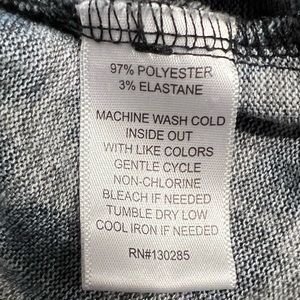 97% POLYESTER
3% ELASTANE
MACHINE WASH COLD
INSIDE OUT
WITH LIKE COLORS
GENTLE CYCLE
NON-CHLORINE
BLEACH IF NEEDED
TUMBLE DRY LOW
COOL IRON IF NEEDED
RN#130285